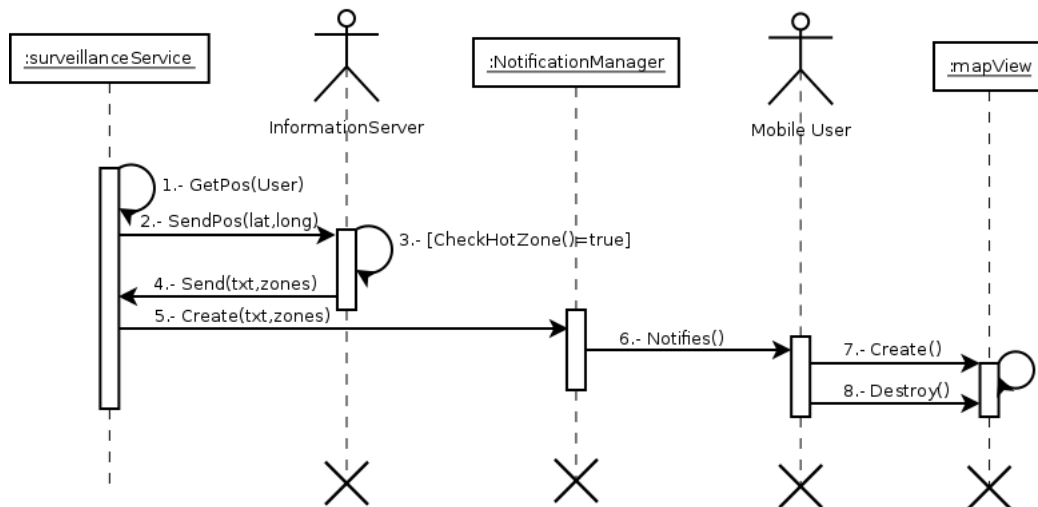 :surveillanceService
InformationServer
:NotificationManager
Mobile User
:mapView
1.- GetPos(User)
2.- SendPos(lat,long)
3.- [CheckHotZone()=true]
4.- Send(txt,zones)
5.- Create(txt,zones)
6.- Notifies()
7.- Create()
8.- Destroy()